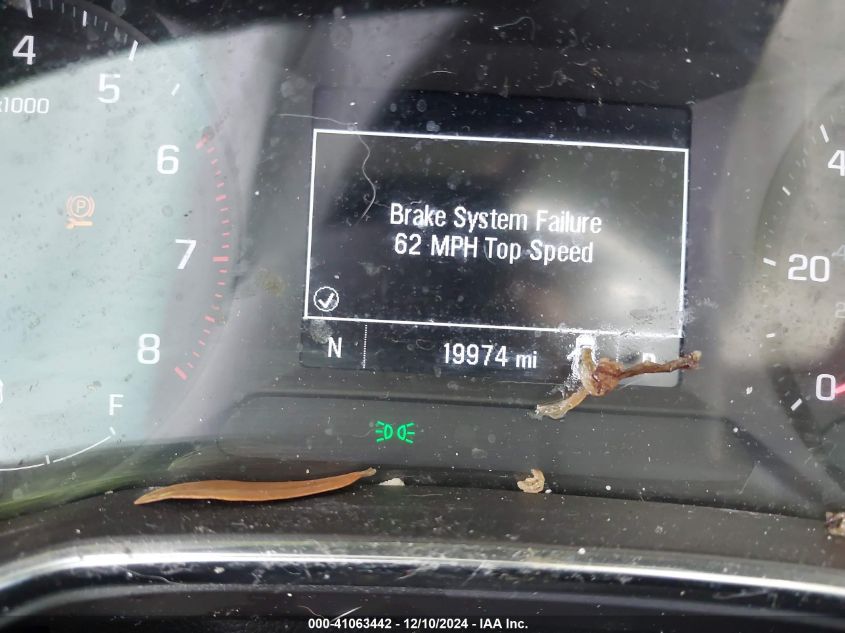 4
5
x1000
6
7
8
F
Brake System Failure
62 MPH Top Speed
N 19974 mi
P
4
20
0
000-41063442 - 12/10/2024 - IAA Inc.